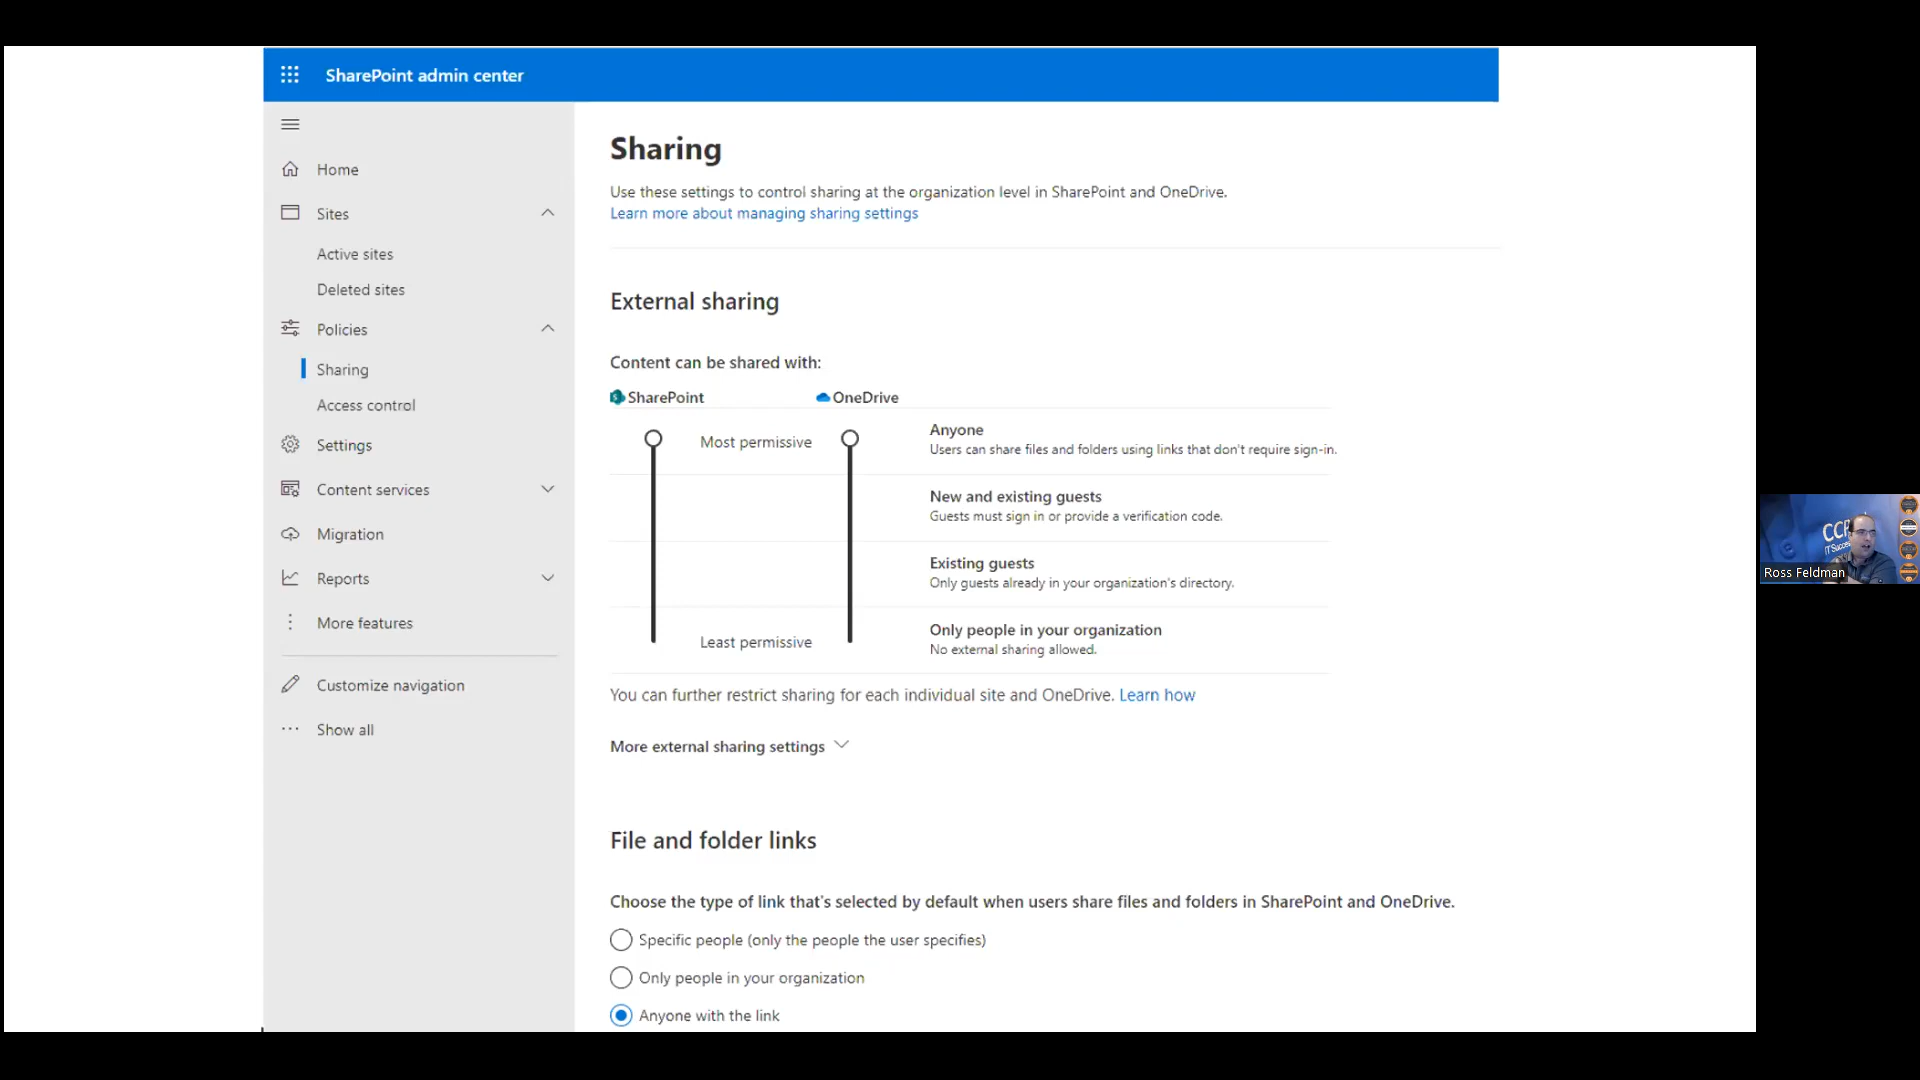 SharePoint admin center
Home
Sites
Active sites
Deleted sites
Policies
Sharing
Access control
Settings
Content services
Migration
Reports
More features
Customize navigation
Show all
Sharing
Use these settings to control sharing at the organization level in SharePoint and OneDrive.
Learn more about managing sharing settings
External sharing
Content can be shared with:
SharePoint
OneDrive
Most permissive
Anyone
Users can share files and folders using links that don't require sign-in.
New and existing guests
Guests must sign in or provide a verification code.
Existing guests
Only guests already in your organization's directory.
Least permissive
Only people in your organization
No external sharing allowed.
You can further restrict sharing for each individual site and OneDrive. Learn how
More external sharing settings
File and folder links
Choose the type of link that's selected by default when users share files and folders in SharePoint and OneDrive.
Specific people (only the people the user specifies)
Only people in your organization
Anyone with the link
Ross Feldman